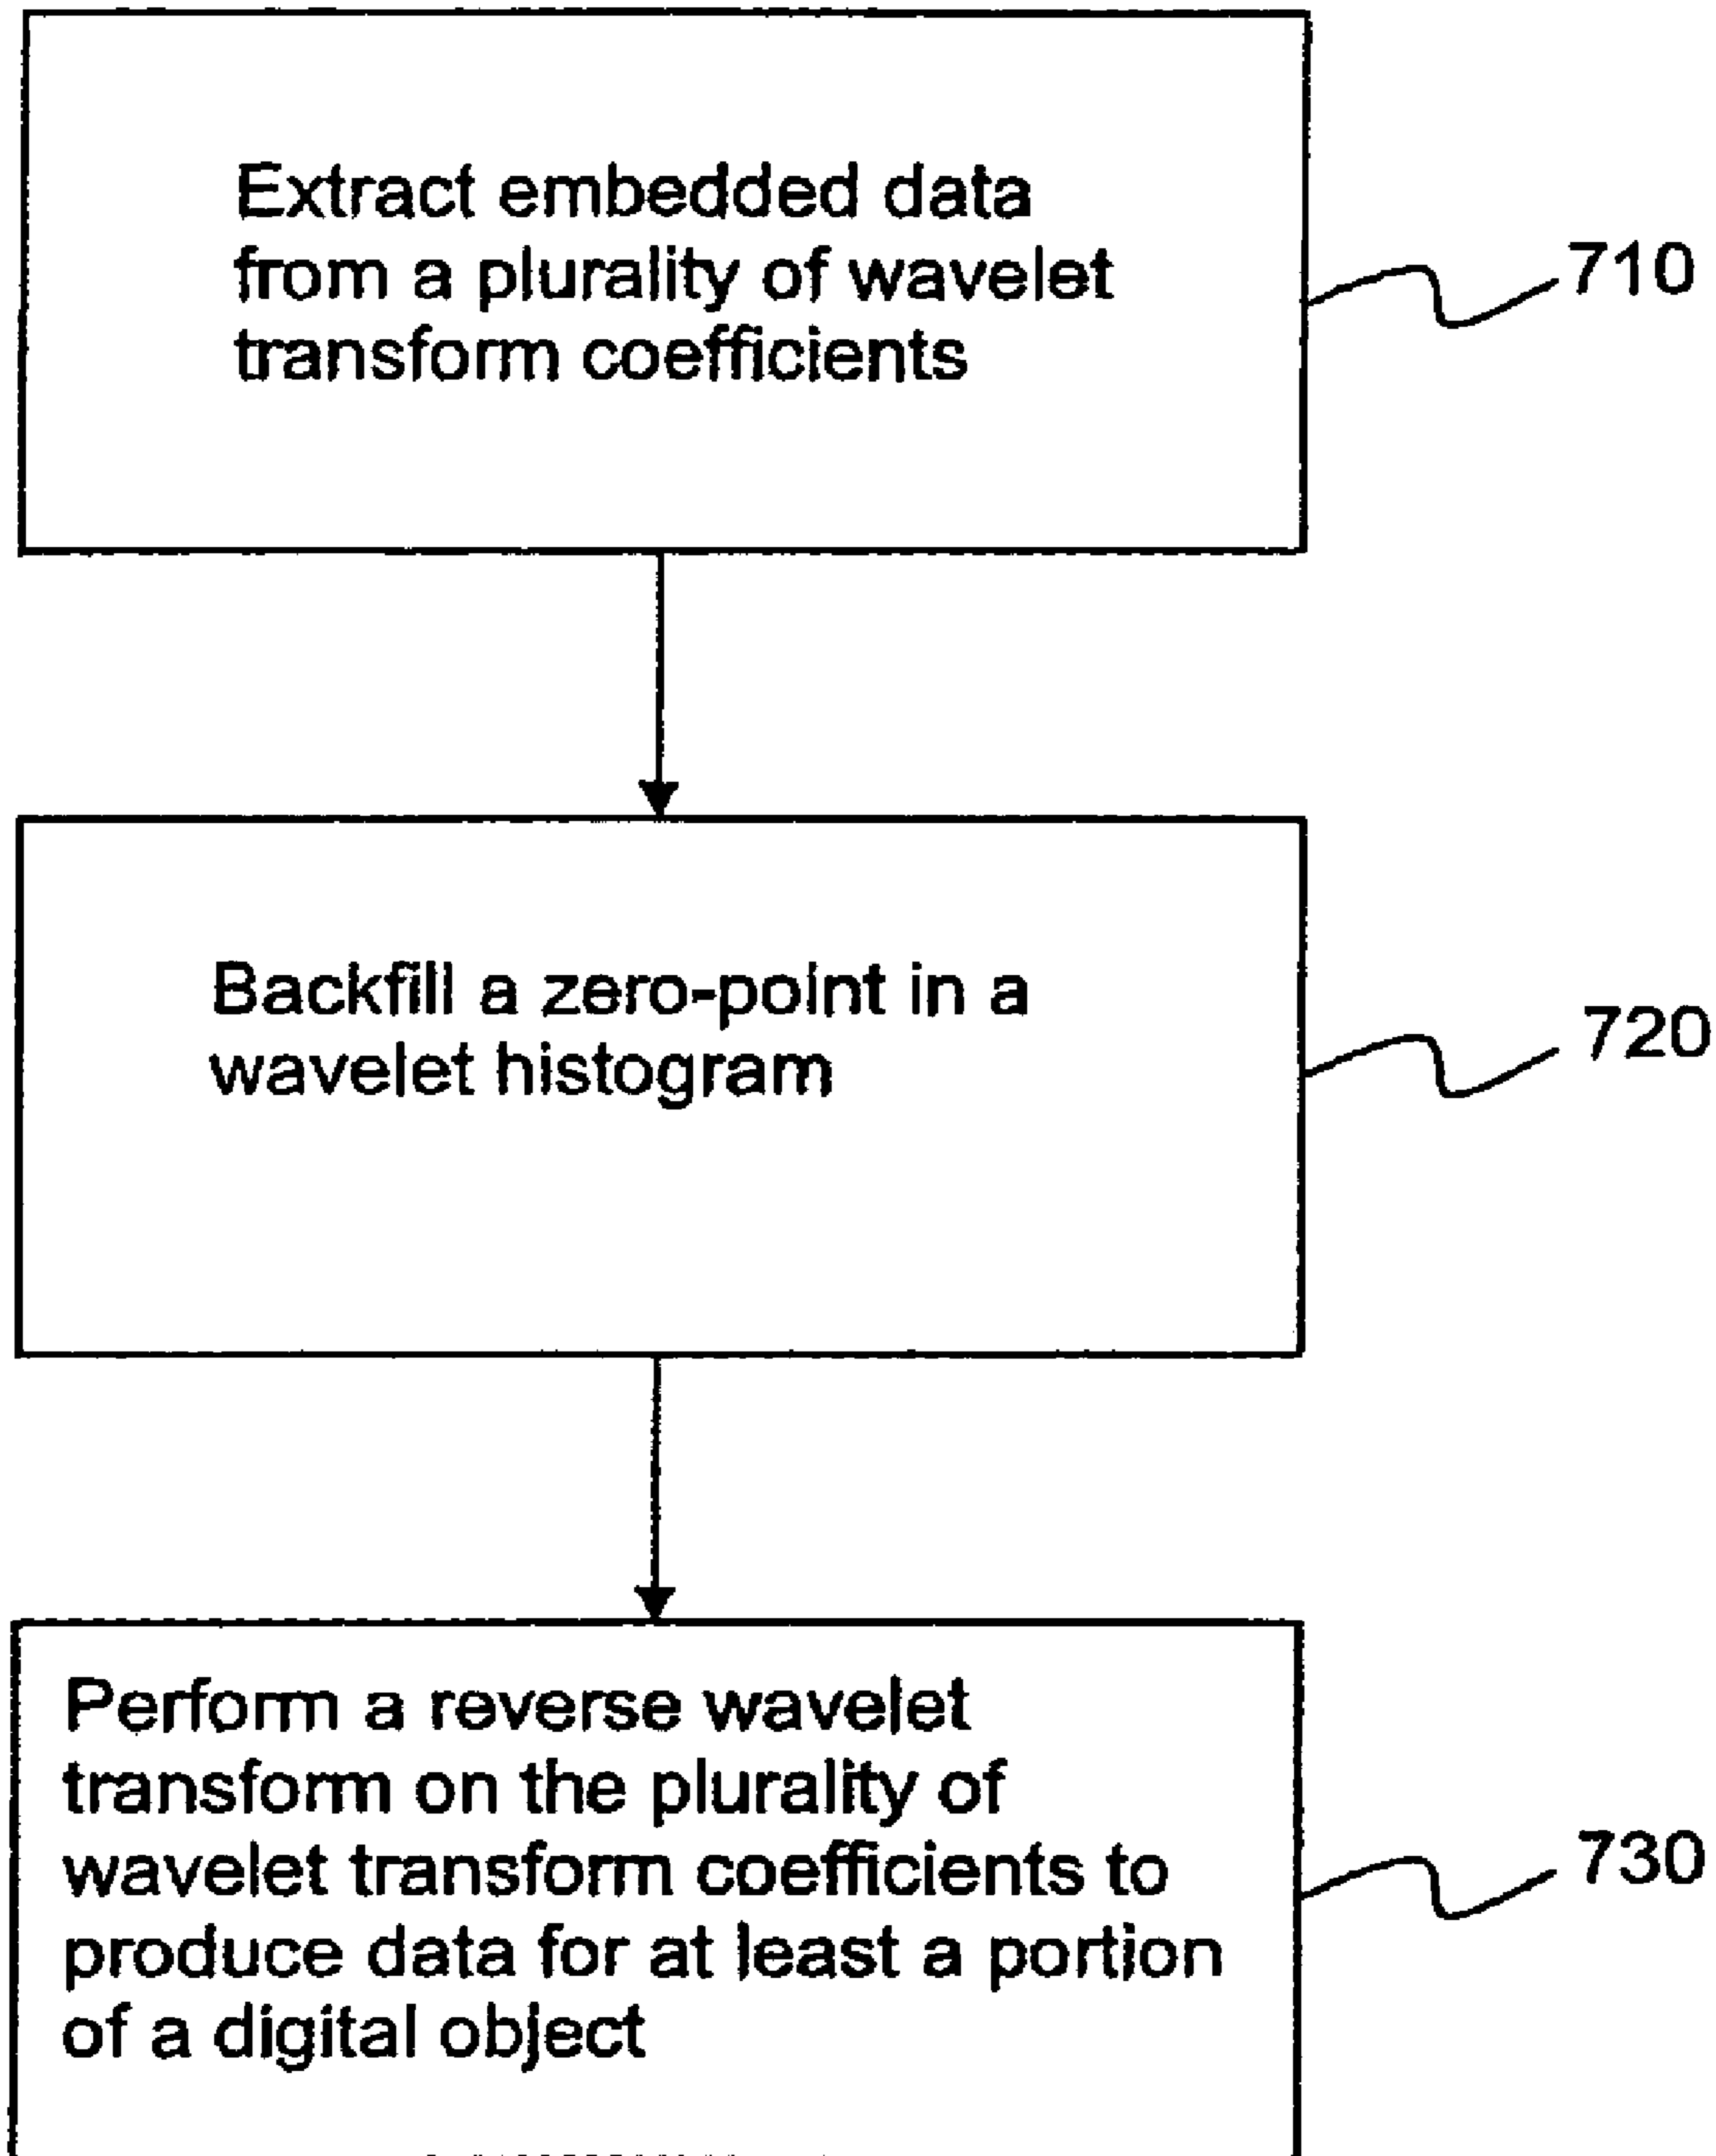 Extract embedded data
from a plurality of wavelet
transform coefficients
710
Backfill a zero-point in a
wavelet histogram
720
Perform a reverse wavelet
transform on the plurality of
wavelet transform coefficients to
produce data for at least a portion
of a digital object
730